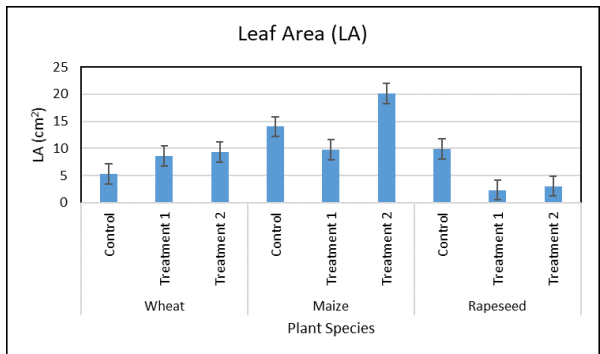 Leaf Area (LA)
LA (cm²)
25
20
15
10
5
0
Control
Treatment 1
Treatment 2
Control
Treatment 1
Treatment 2
Control
Treatment 1
Treatment 2
Wheat
Maize
Rapeseed
Plant Species